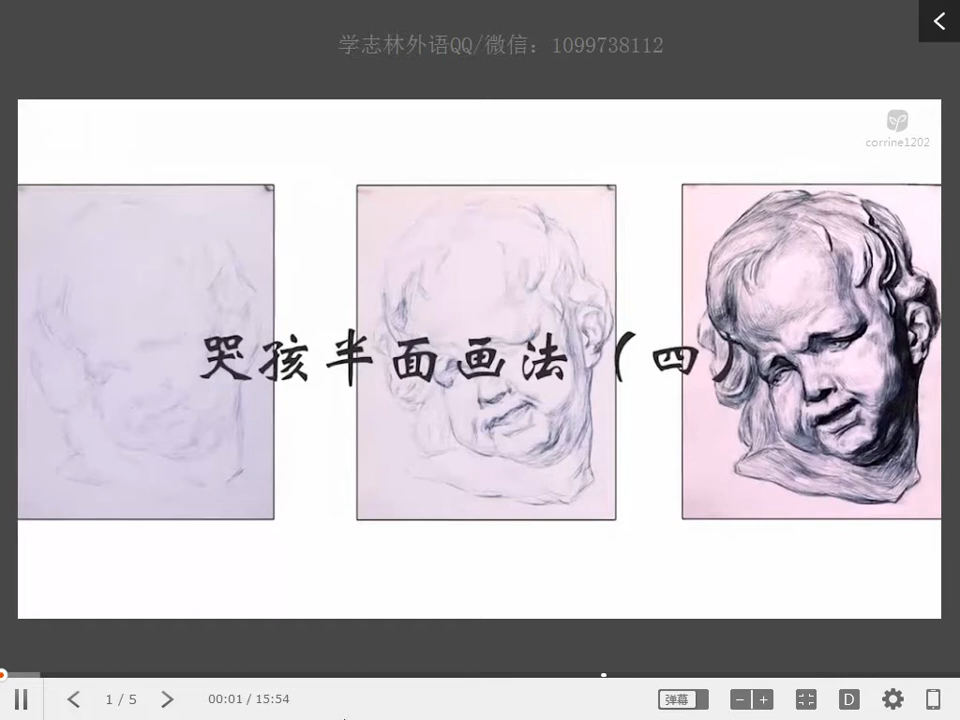 学志林外语QQ/微信：1099738112
corrine1202
哭孩半面画法（四）
1 / 5
00:01 / 15:54
弹幕
D